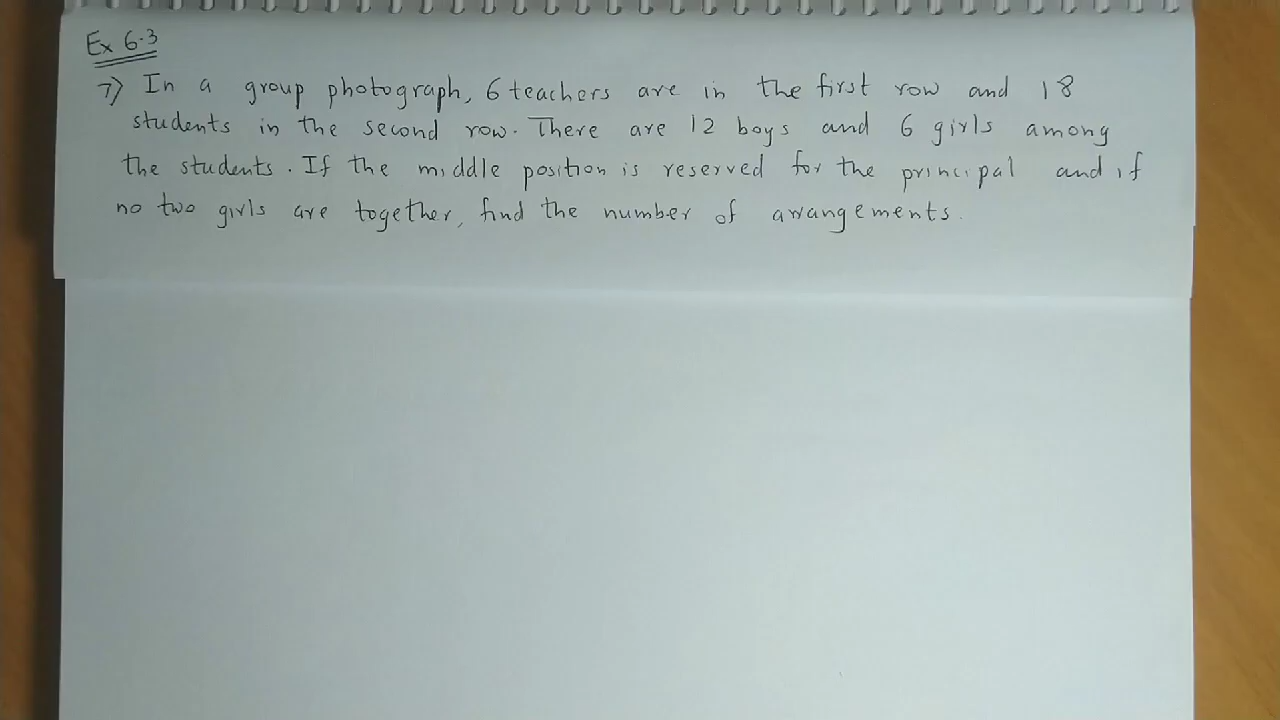 Ex 6.3
7) In a group photograph, 6 teachers are in the first row and 18
students in the second row. There are 12 boys and 6 girls among
the students. If the middle position is reserved for the principal and if
no two girls are together, find the number of arrangements.